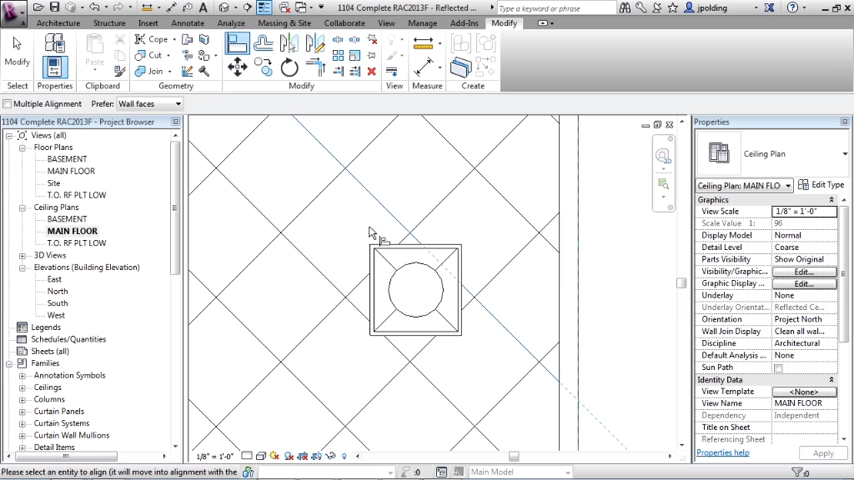 1104 Complete RAC2013F - Reflected ...
Type a keyword or phrase
jpolding
Architecture
Structure
Insert
Annotate
Analyze
Massing & Site
Collaborate
View
Manage
Add-Ins
Modify
Modify
Properties
Paste
Cope
Cut
Join
Select
Properties
Clipboard
Geometry
Modify
View
Measure
Create
Multiple Alignment
Prefer:
Wall faces
1104 Complete RAC2013F - Project Browser
Views (all)
Floor Plans
BASEMENT
MAIN FLOOR
Site
T.O. RF PLT LOW
Ceiling Plans
BASEMENT
MAIN FLOOR
T.O. RF PLT LOW
3D Views
Elevations (Building Elevation)
East
North
South
West
Legends
Schedules/Quantities
Sheets (all)
Families
Annotation Symbols
Ceilings
Columns
Curtain Panels
Curtain Systems
Curtain Wall Mullions
Detail Items
Properties
Ceiling Plan
Ceiling Plan: MAIN FLO
Edit Type
Graphics
View Scale 1/8" = 1'-0"
Scale Value 1: 96
Display Model Normal
Detail Level Coarse
Parts Visibility Show Original
Visibility/Graphic... Edit...
Graphic Display ... Edit...
Underlay None
Underlay Orientat... Reflected Ce...
Orientation Project North
Wall Join Display Clean all wal...
Discipline Architectural
Default Analysis ... None
Sun Path
Identity Data
View Template <None>
View Name MAIN FLOOR
Dependency Independent
Title on Sheet
Referencing Sheet
Properties help
Apply
1/8" = 1'-0"
Please select an entity to align (it will move into alignment with the
:0
Main Model
:0